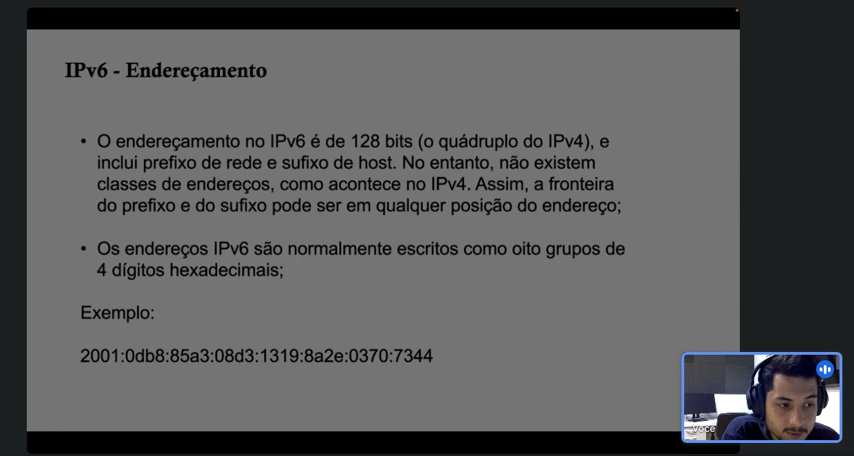 IPv6 - Endereçamento
• O endereçamento no IPv6 é de 128 bits (o quádruplo do IPv4), e
inclui prefixo de rede e sufixo de host. No entanto, não existem
classes de endereços, como acontece no IPv4. Assim, a fronteira
do prefixo e do sufixo pode ser em qualquer posição do endereço;
• Os endereços IPv6 são normalmente escritos como oito grupos de
4 dígitos hexadecimais;
Exemplo:
2001:0db8:85a3:08d3:1319:8a2e:0370:7344
Você